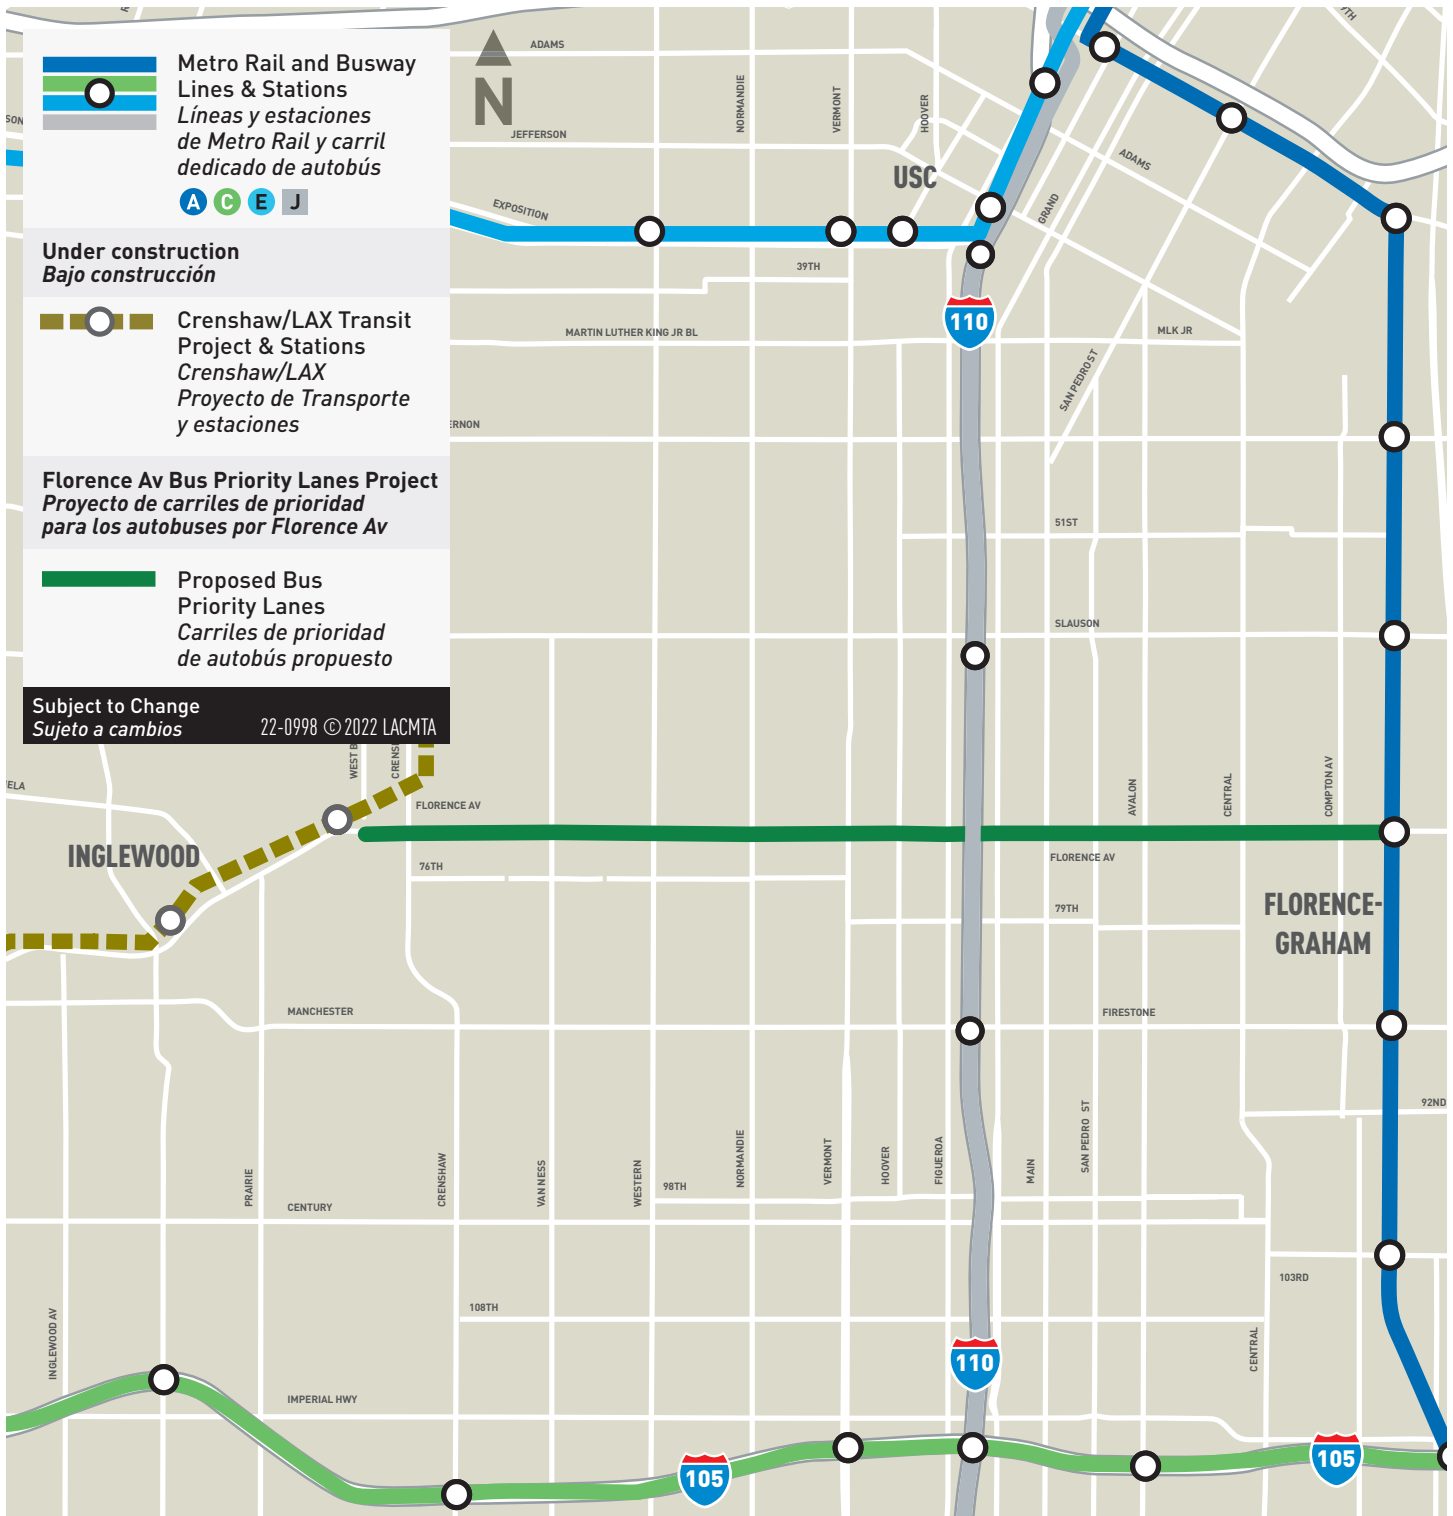 Metro Rail and Busway
Lines & Stations
Líneas y estaciones
de Metro Rail y carril
dedicado de autobús
A C E J
Under construction
Bajo construcción
Crenshaw/LAX Transit
Project & Stations
Crenshaw/LAX
Proyecto de Transporte
y estaciones
Florence Av Bus Priority Lanes Project
Proyecto de carriles de prioridad
para los autobuses por Florence Av
Proposed Bus
Priority Lanes
Carriles de prioridad
de autobús propuesto
Subject to Change
Sujeto a cambios
22-0998 ©2022 LACMTA
N
ADAMS
JEFFERSON
EXPOSITION
NORMANDIE
VERMONT
HOOVER
USC
ADAMS
GRAND
39TH
110
MARTIN LUTHER KING JR BL
MLK JR
SAN PEDRO ST
ERNON
51ST
SLAUSON
WEST B
CRENS
ELA
FLORENCE AV
AVALON
CENTRAL
COMPTON AV
INGLEWOOD
76TH
FLORENCE AV
79TH
FLORENCE-
GRAHAM
MANCHESTER
FIRESTONE
92ND
PRAIRIE
CRENSHAW
VAN NESS
WESTERN
NORMANDIE
VERMONT
HOOVER
FIGUEROA
MAIN
SAN PEDRO ST
98TH
CENTURY
103RD
108TH
INGLEWOOD AV
CENTRAL
110
IMPERIAL HWY
105
105